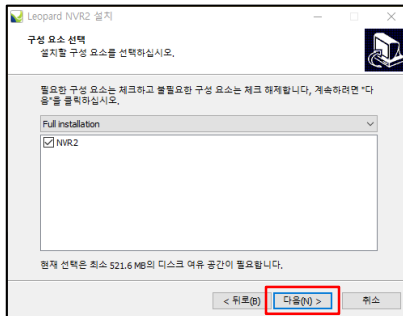 Leopard NVR2 설치
구성 요소 선택
설치할 구성 요소를 선택하십시오.
필요한 구성 요소는 체크하고 불필요한 구성 요소는 체크 해제합니다, 계속하려면 "다
음"을 클릭하십시오.
Full installation
NVR2
현재 선택은 최소 521.6 MB의 디스크 여유 공간이 필요합니다.
< 뒤로(B) 다음(N) > 취소